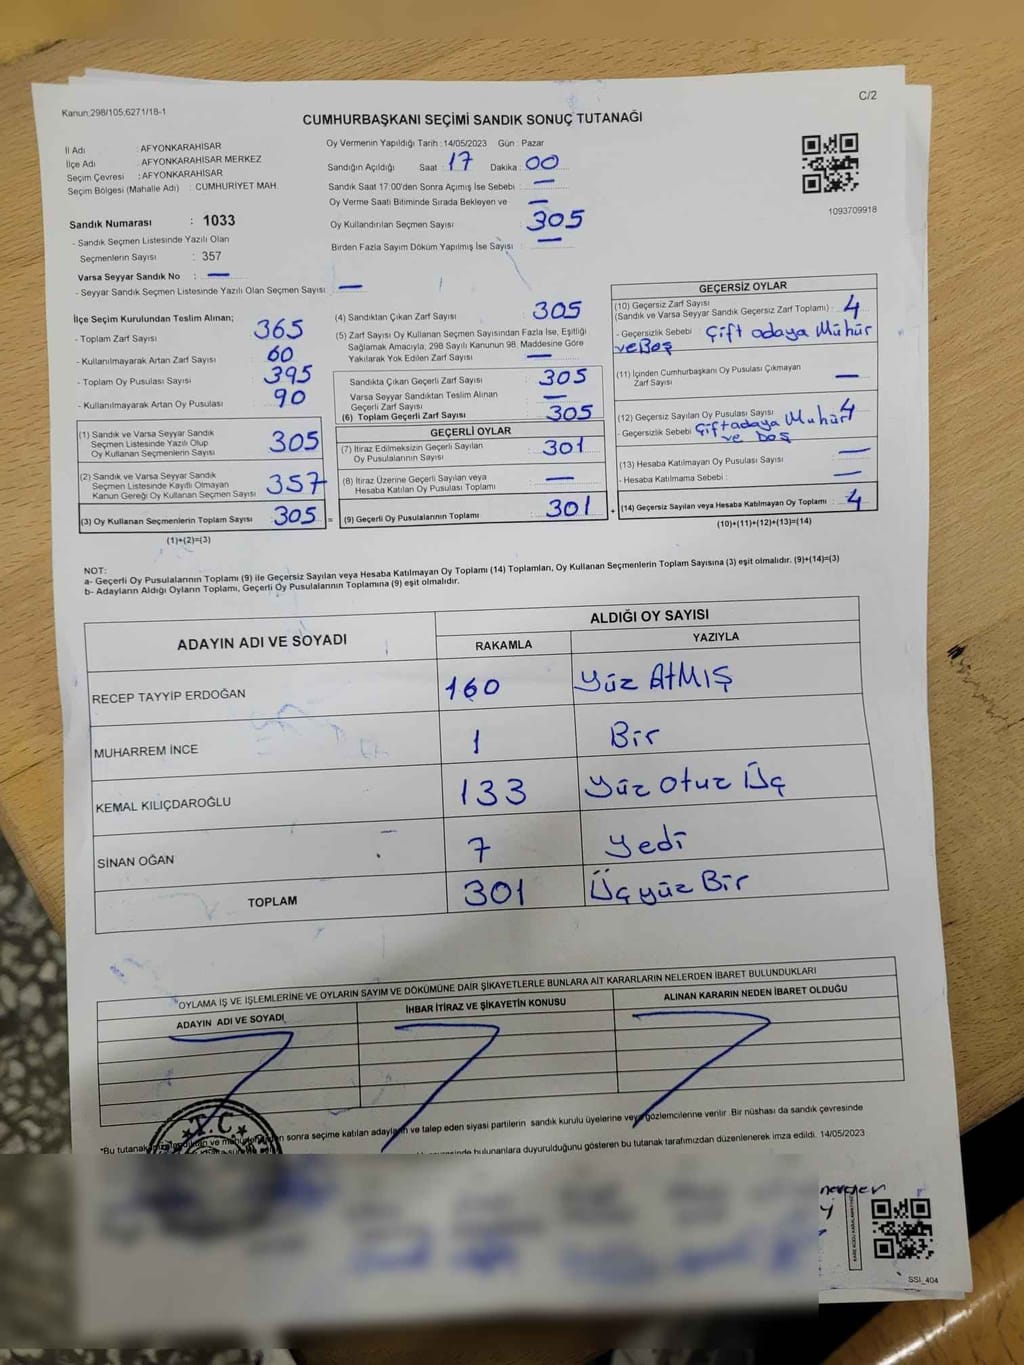 Kanun;298/105,6271/18-1
C/2
CUMHURBAŞKANI SEÇİMİ SANDIK SONUÇ TUTANAĞI
İl Adı : AFYONKARAHİSAR
İlçe Adı : AFYONKARAHİSAR MERKEZ
Seçim Çevresi : AFYONKARAHİSAR
Seçim Bölgesi (Mahalle Adı) : CUMHURİYET MAH.
Sandık Numarası : 1033
- Sandık Seçmen Listesinde Yazılı Olan
Seçmenlerin Sayısı : 357
Varsa Seyyar Sandık No : —
- Seyyar Sandık Seçmen Listesinde Yazılı Olan Seçmen Sayısı —
Oy Vermenin Yapıldığı Tarih : 14/05/2023 Gün : Pazar
Sandığın Açıldığı Saat : 17 Dakika : 00
Sandık Saat 17:00'den Sonra Açımış İse Sebebi : —
Oy Verme Saati Bitiminde Sırada Bekleyen ve —
Oy Kullandırılan Seçmen Sayısı : 305
Birden Fazla Sayım Döküm Yapılmış İse Sayısı : —
1093709918
İlçe Seçim Kurulundan Teslim Alınan;
- Toplam Zarf Sayısı : 365
- Kullanılmayarak Artan Zarf Sayısı : 60
- Toplam Oy Pusulası Sayısı : 395
- Kullanılmayarak Artan Oy Pusulası : 90
(1) Sandık ve Varsa Seyyar Sandık
Seçmen Listesinde Yazılı Olup
Oy Kullanan Seçmenlerin Sayısı 305
(2) Sandık ve Varsa Seyyar Sandık
Seçmen Listesinde Kayıtlı Olmayan
Kanun Gereği Oy Kullanan Seçmen Sayısı 357
(3) Oy Kullanan Seçmenlerin Toplam Sayısı 305 =
(1)+(2)=(3)
(4) Sandıktan Çıkan Zarf Sayısı : 305
(5) Zarf Sayısı Oy Kullanan Seçmen Sayısından Fazla İse, Eşitliği
Sağlamak Amacıyla, 298 Sayılı Kanunun 98. Maddesine Göre
Yakılarak Yok Edilen Zarf Sayısı : —
Sandıkta Çıkan Geçerli Zarf Sayısı : 305
Varsa Seyyar Sandıktan Teslim Alınan
Geçerli Zarf Sayısı : —
(6) Toplam Geçerli Zarf Sayısı : 305
GEÇERLİ OYLAR
(7) İtiraz Edilmeksizin Geçerli Sayılan
Oy Pusulalarının Sayısı : 301
(8) İtiraz Üzerine Geçerli Sayılan veya
Hesaba Katılan Oy Pusulası Toplamı : —
(9) Geçerli Oy Pusulalarının Toplamı : 301 +
GEÇERSİZ OYLAR
(10) Geçersiz Zarf Sayısı
(Sandık ve Varsa Seyyar Sandık Geçersiz Zarf Toplamı) : 4
- Geçersizlik Sebebi : Çift adaya Mühür
ve Boş
(11) İçinden Cumhurbaşkanı Oy Pusulası Çıkmayan
Zarf Sayısı : —
(12) Geçersiz Sayılan Oy Pusulası Sayısı : 4
- Geçersizlik Sebebi : Çift adaya Mühür
ve boş
(13) Hesaba Katılmayan Oy Pusulası Sayısı : —
- Hesaba Katılmama Sebebi : —
(14) Geçersiz Sayılan veya Hesaba Katılmayan Oy Toplamı : 4
(10)+(11)+(12)+(13)=(14)
NOT:
a- Geçerli Oy Pusulalarının Toplamı (9) ile Geçersiz Sayılan veya Hesaba Katılmayan Oy Toplamı (14) Toplamları, Oy Kullanan Seçmenlerin Toplam Sayısına (3) eşit olmalıdır. (9)+(14)=(3)
b- Adayların Aldığı Oyların Toplamı, Geçerli Oy Pusulalarının Toplamına (9) eşit olmalıdır.
ADAYIN ADI VE SOYADI
ALDIĞI OY SAYISI
RAKAMLA YAZIYLA
RECEP TAYYİP ERDOĞAN 160 Yüz AtMIŞ
MUHARREM İNCE 1 Bir
KEMAL KILIÇDAROĞLU 133 Yüz otuz Üç
SİNAN OĞAN 7 Yedi
TOPLAM 301 Üç yüz Bir
"OYLAMA İŞ VE İŞLEMLERİNE VE OYLARIN SAYIM VE DÖKÜMÜNE DAİR ŞİKAYETLERLE BUNLARA AİT KARARLARIN NELERDEN İBARET BULUNDUKLARI
ADAYIN ADI VE SOYADI İHBAR İTİRAZ VE ŞİKAYETİN KONUSU ALINAN KARARIN NEDEN İBARET OLDUĞU
T.C.
*Bu tutanak sonra seçime katılan adayların ve talep eden siyasi partilerin sandık kurulu üyelerine veya gözlemcilerine verilir. Bir nüshası da sandık çevresinde
bulunanlara duyurulduğunu gösteren bu tutanak tarafımızdan düzenlenerek imza edildi. 14/05/2023
SSI_404